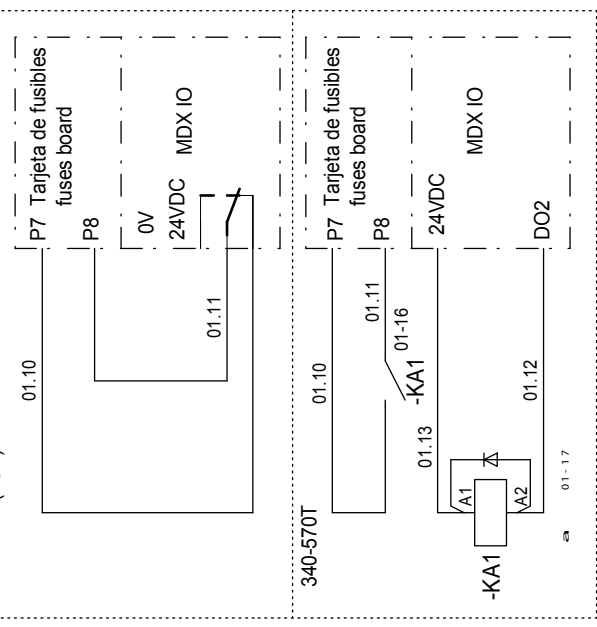 Tarjeta de fusibles
fuses board
P7
P8
MDX IO
0V
24VDC
01.10
01.11
340-570T
Tarjeta de fusibles
fuses board
P7
P8
MDX IO
24VDC
DO2
01.10
01.11
01-16
-KA1
01.13
01.12
A1
A2
-KA1
a
01-17